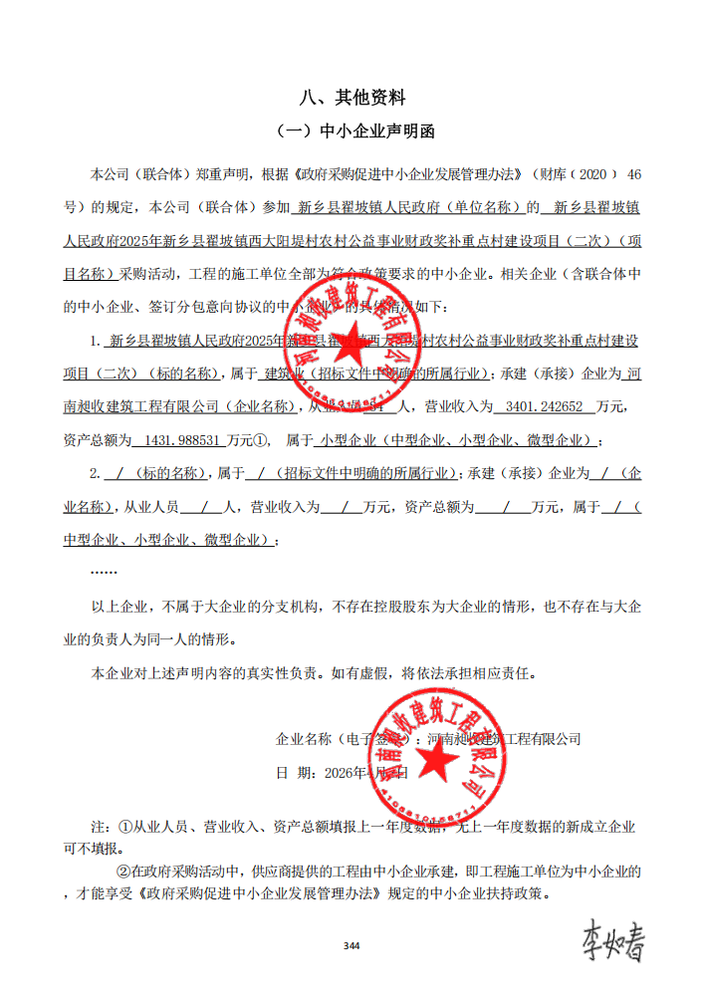 八、其他资料
（一）中小企业声明函
本公司（联合体）郑重声明，根据《政府采购促进中小企业发展管理办法》（财库﹝2020﹞ 46
号）的规定，本公司（联合体）参加 新乡县翟坡镇人民政府（单位名称）的 新乡县翟坡镇
人民政府2025年新乡县翟坡镇西大阳堤村农村公益事业财政奖补重点村建设项目（二次）（项
目名称）采购活动，工程的施工单位全部为符合政策要求的中小企业。相关企业（含联合体中
的中小企业、签订分包意向协议的中小企业）的具体情况如下：
1. 新乡县翟坡镇人民政府2025年新乡县翟坡镇西大阳堤村农村公益事业财政奖补重点村建设
项目（二次）（标的名称），属于 建筑业（招标文件中明确的所属行业）；承建（承接）企业为 河
南昶收建筑工程有限公司（企业名称），从业人员 54 人，营业收入为 3401.242652 万元，
资产总额为 1431.988531 万元①， 属于 小型企业（中型企业、小型企业、微型企业）；
2. / （标的名称），属于 / （招标文件中明确的所属行业）；承建（承接）企业为 / （企
业名称），从业人员 / 人，营业收入为 / 万元，资产总额为 / 万元，属于 / （
中型企业、小型企业、微型企业）；
……
以上企业，不属于大企业的分支机构，不存在控股股东为大企业的情形，也不存在与大企
业的负责人为同一人的情形。
本企业对上述声明内容的真实性负责。如有虚假，将依法承担相应责任。
企业名称（电子签章）：河南昶收建筑工程有限公司
日 期：2026年4月 日
河南昶收建筑工程有限公司
河南昶收建筑工程有限公司
注：①从业人员、营业收入、资产总额填报上一年度数据，无上一年度数据的新成立企业
可不填报。
②在政府采购活动中，供应商提供的工程由中小企业承建，即工程施工单位为中小企业的
，才能享受《政府采购促进中小企业发展管理办法》规定的中小企业扶持政策。
李如春
344